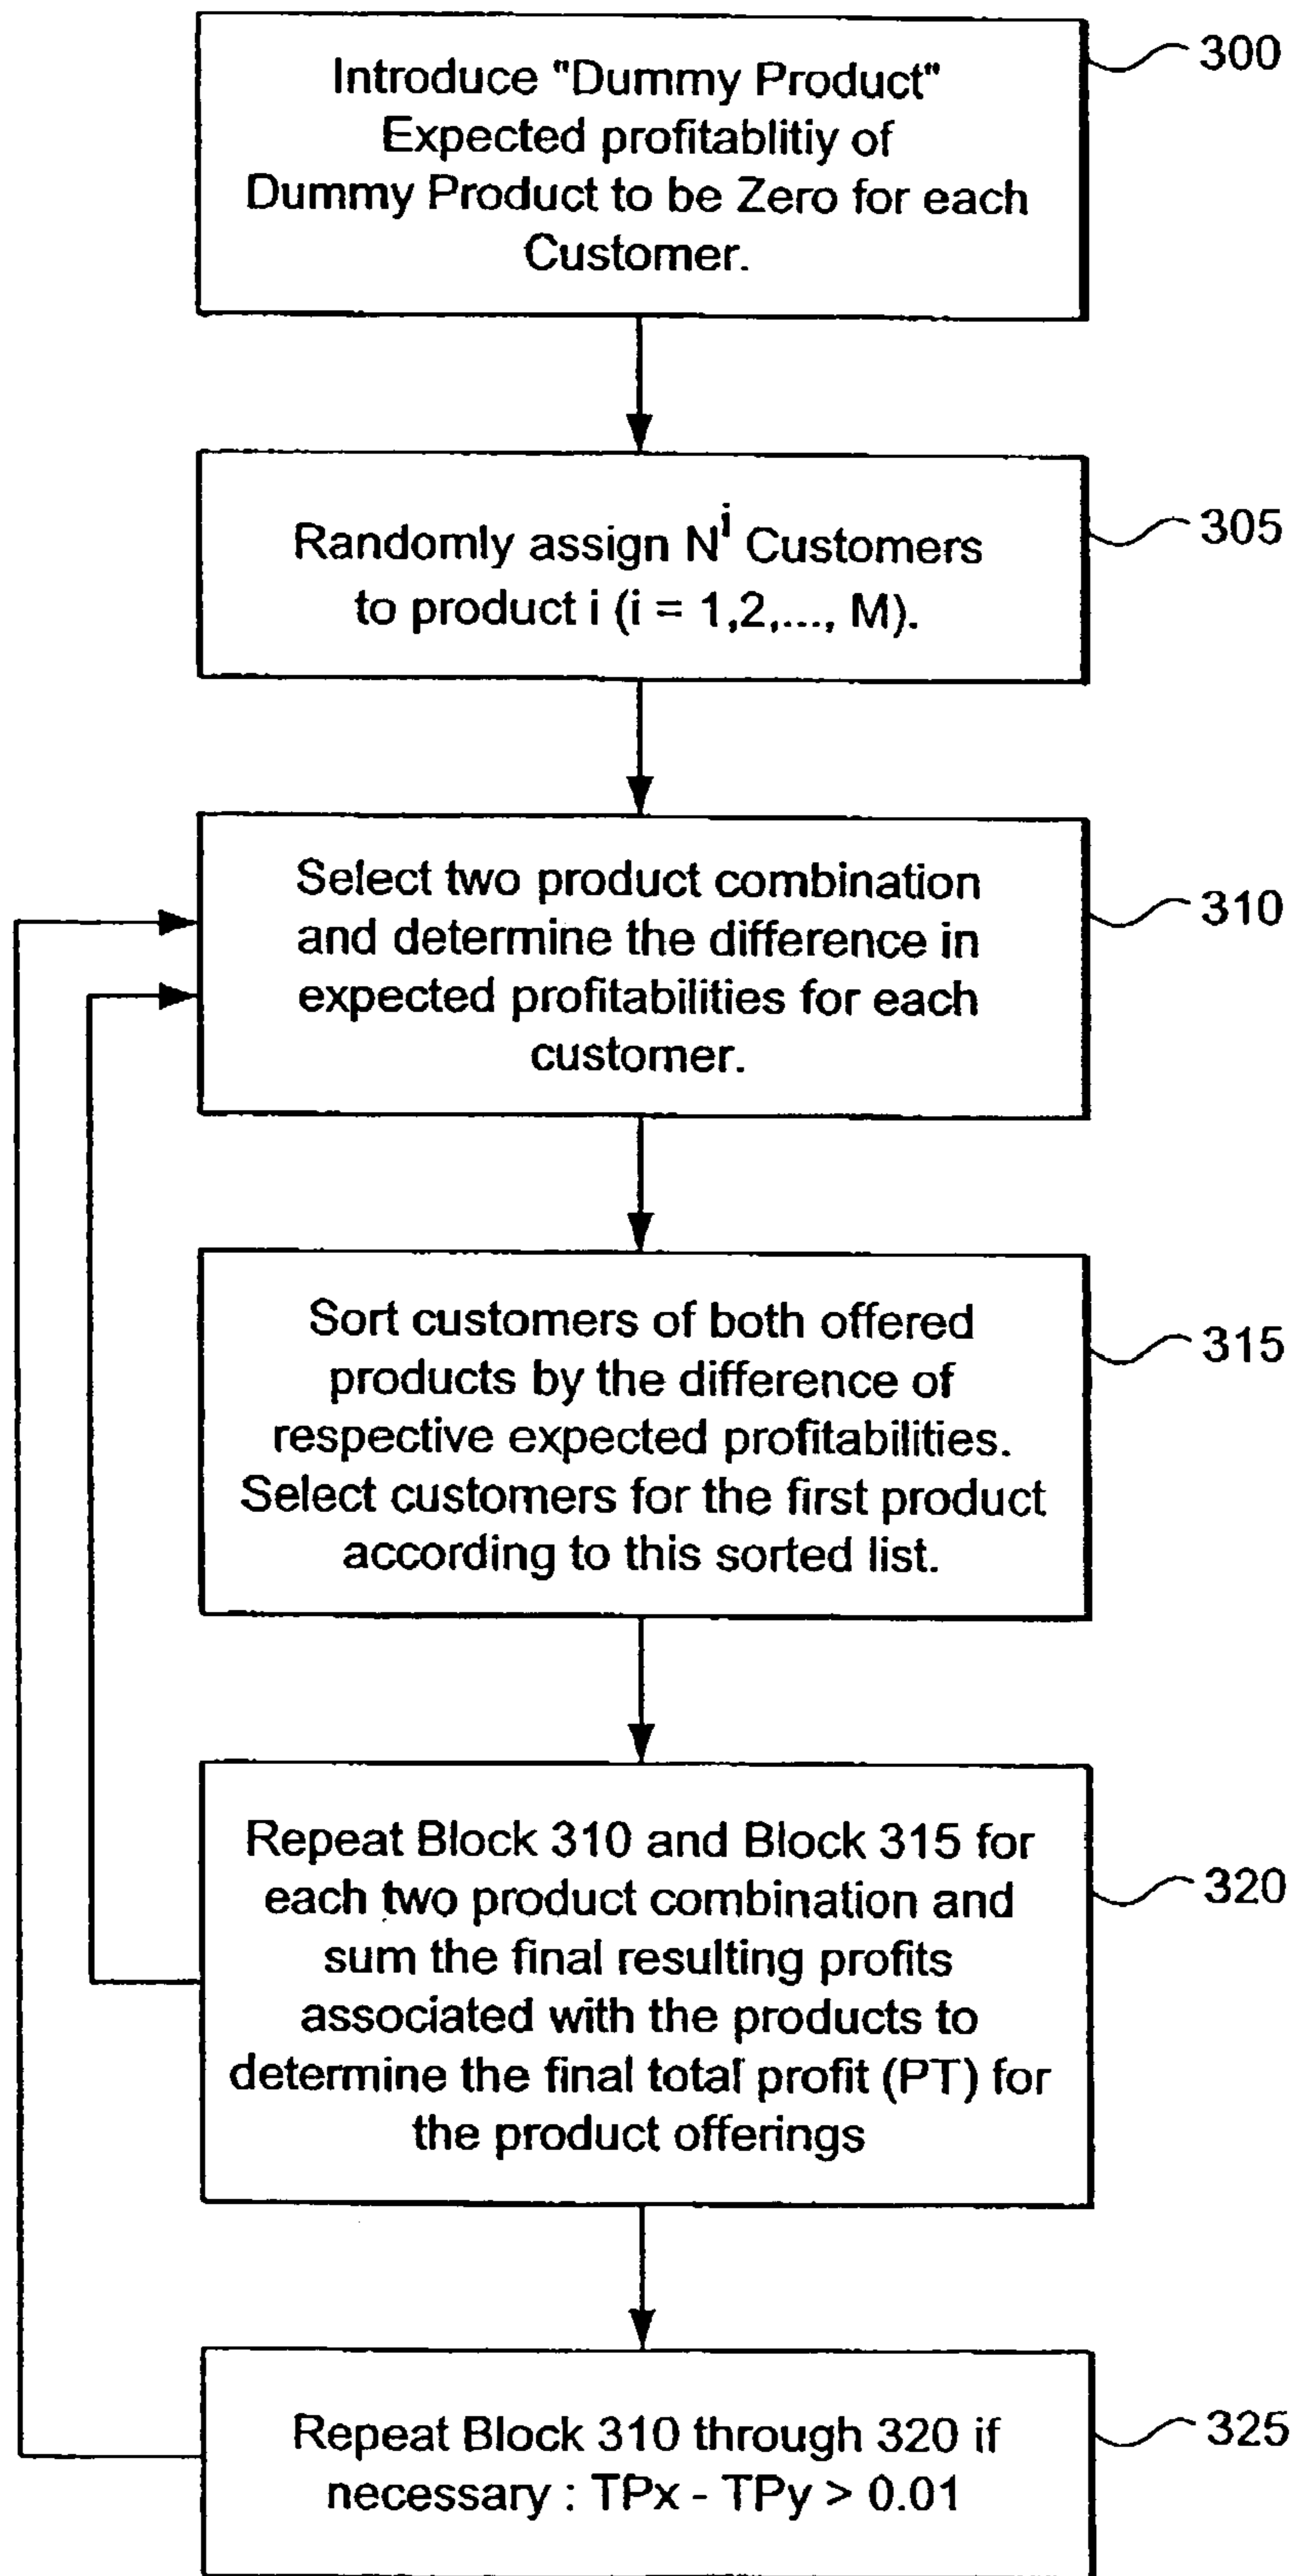 Introduce "Dummy Product"
Expected profitablitiy of
Dummy Product to be Zero for each
Customer.
300
Randomly assign N^i Customers
to product i (i = 1,2,..., M).
305
Select two product combination
and determine the difference in
expected profitabilities for each
customer.
310
Sort customers of both offered
products by the difference of
respective expected profitabilities.
Select customers for the first product
according to this sorted list.
315
Repeat Block 310 and Block 315 for
each two product combination and
sum the final resulting profits
associated with the products to
determine the final total profit (PT) for
the product offerings
320
Repeat Block 310 through 320 if
necessary : TPx - TPy > 0.01
325